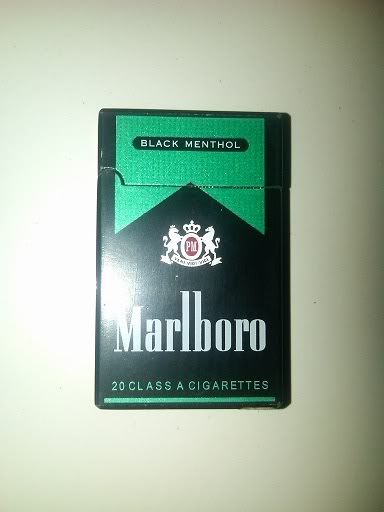 BLACK MENTHOL
PM
Marlboro
20 CLASS A CIGARETTES